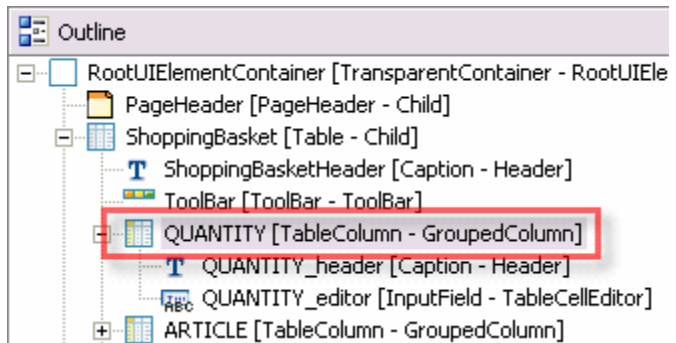 Outline
RootUIElementContainer [TransparentContainer - RootUIEle
PageHeader [PageHeader - Child]
ShoppingBasket [Table - Child]
T ShoppingBasketHeader [Caption - Header]
ToolBar [ToolBar - ToolBar]
QUANTITY [TableColumn - GroupedColumn]
T QUANTITY_header [Caption - Header]
ABC QUANTITY_editor [InputField - TableCellEditor]
ARTICLE [TableColumn - GroupedColumn]